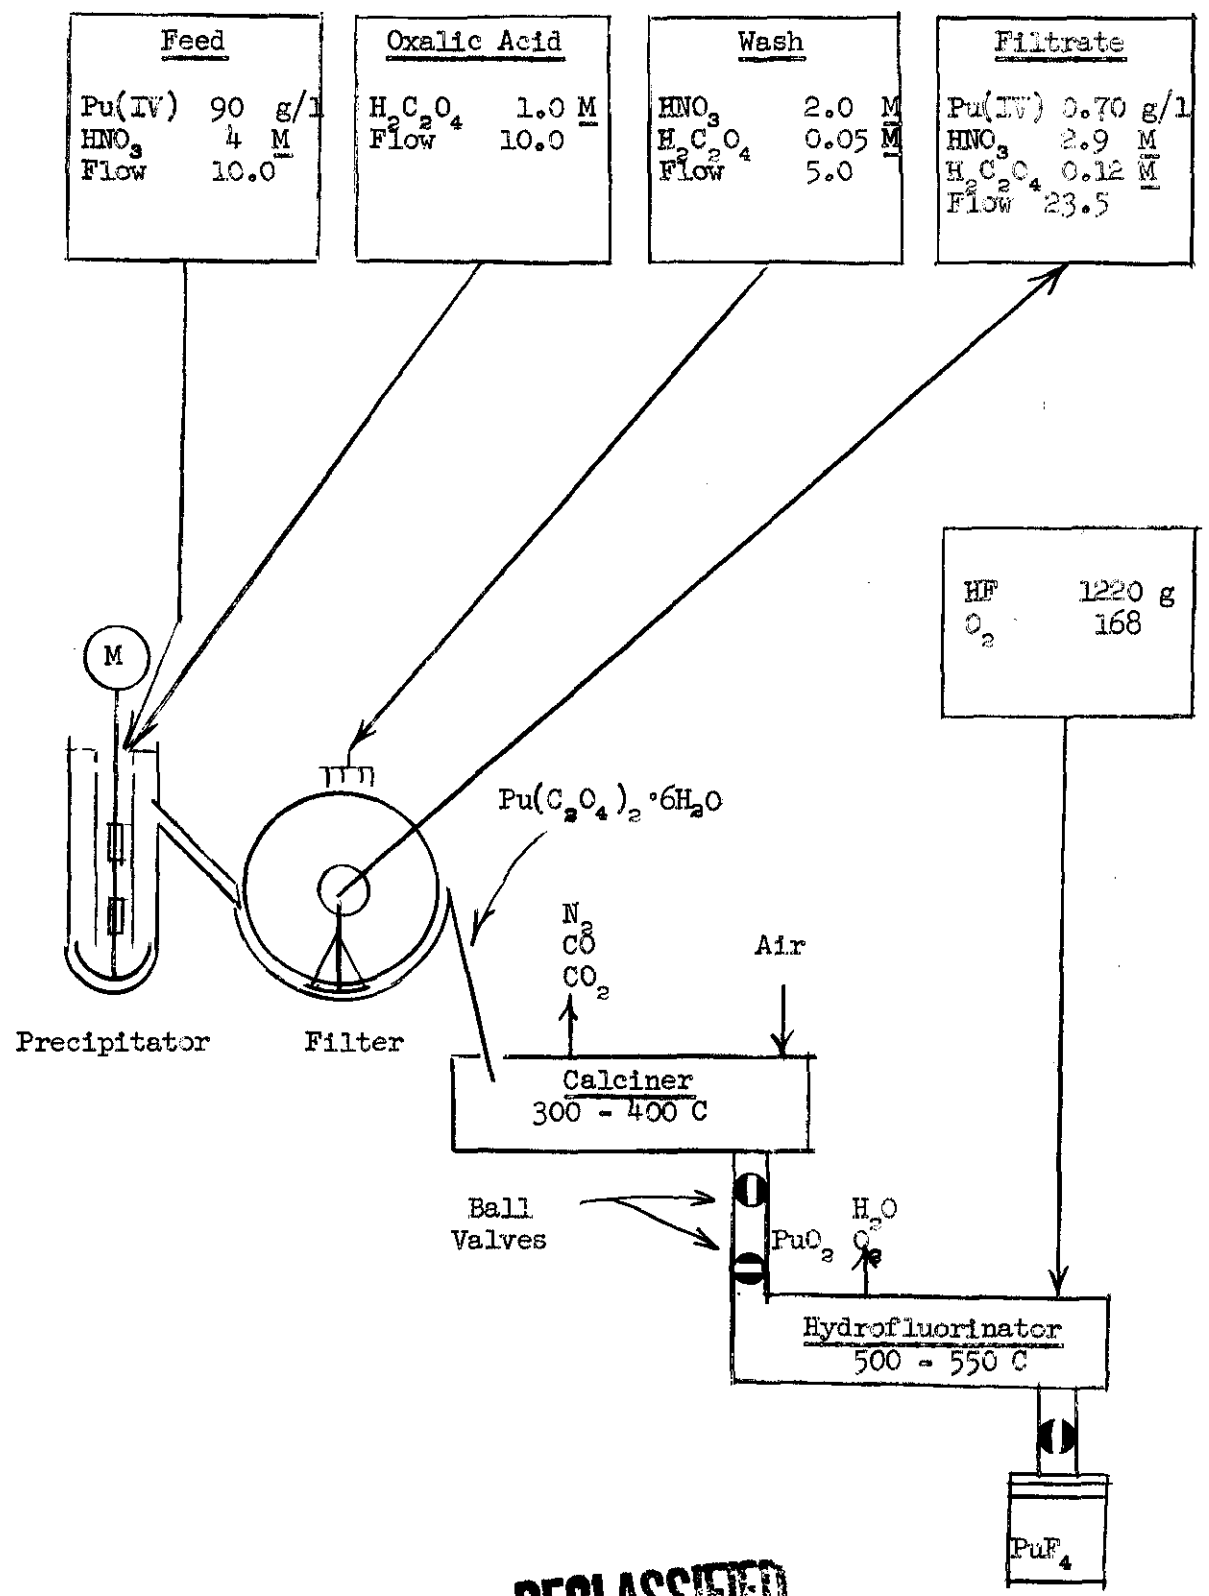 Feed
Pu(IV) 90 g/l
HNO₃ 4 M
Flow 10.0
Oxalic Acid
H₂C₂O₄ 1.0 M
Flow 10.0
Wash
HNO₃ 2.0 M
H₂C₂O₄ 0.05 M
Flow 5.0
Filtrate
Pu(IV) 0.70 g/l
HNO₃ 2.9 M
H₂C₂O₄ 0.12 M
Flow 23.5
HF 1220 g
O₂ 168
M
Pu(C₂O₄)₂·6H₂O
N₂
CO
CO₂
Air
Precipitator
Filter
Calciner
300 - 400 C
Ball
Valves
PuO₂
H₂O
O₂
Hydrofluorinator
500 - 550 C
PuF₄
DECLASSIFIED